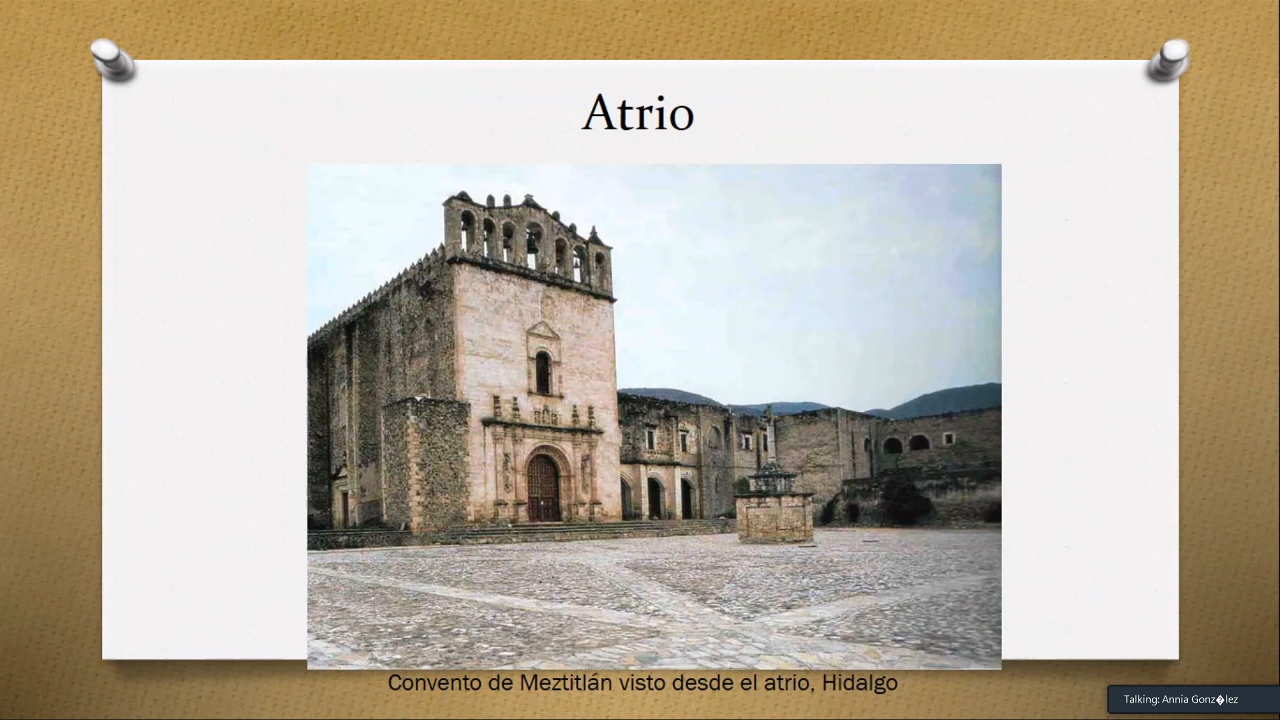 Atrio
Convento de Meztitlán visto desde el atrio, Hidalgo
Talking: Annia Gonz�lez